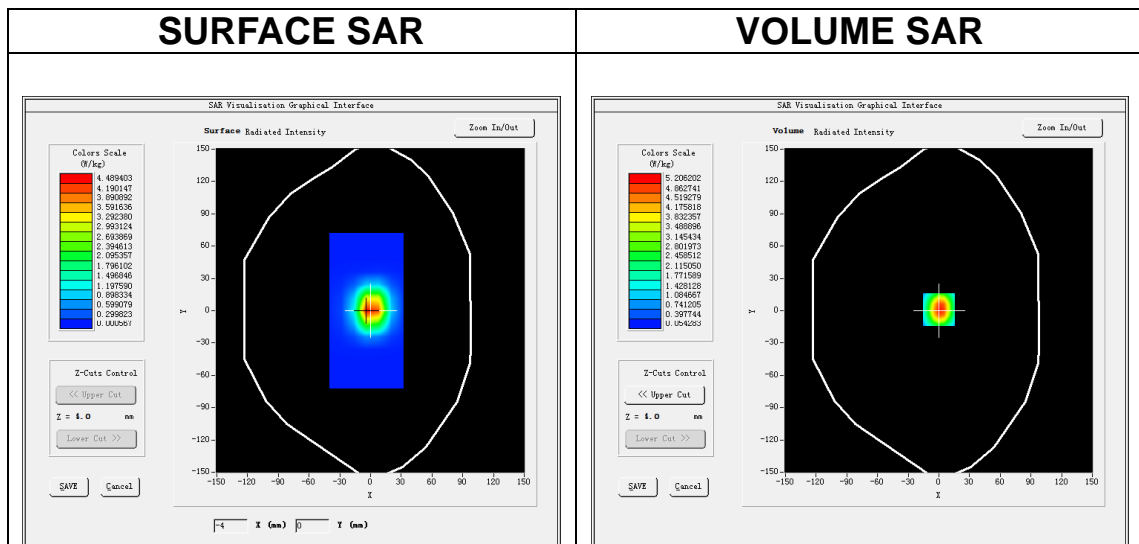 SURFACE SAR
SAR Visualisation Graphical Interface
Surface Radiated Intensity
Zoom In/Out
Colors Scale
(W/kg)
4.489403
4.190147
3.890892
3.591636
3.292380
2.993124
2.693869
2.394613
2.095357
1.796102
1.496846
1.197590
0.898334
0.599079
0.299823
0.000567
150
120
90
60
30
0
-30
-60
-90
-120
-150
Y
-150 -120 -90 -60 -30 0 30 60 90 120 150
X
Z-Cuts Control
<< Upper Cut
Z = 4.0 mm
Lower Cut >>
SAVE Cancel
-4 X (mm) 0 Y (mm)
VOLUME SAR
SAR Visualisation Graphical Interface
Volume Radiated Intensity
Zoom In/Out
Colors Scale
(W/kg)
5.206202
4.862741
4.519279
4.175818
3.832357
3.488896
3.145434
2.801973
2.458512
2.115050
1.771589
1.428128
1.084667
0.741205
0.397744
0.054283
150
120
90
60
30
0
-30
-60
-90
-120
-150
Y
-150 -120 -90 -60 -30 0 30 60 90 120 150
X
Z-Cuts Control
<< Upper Cut
Z = 4.0 mm
Lower Cut >>
SAVE Cancel